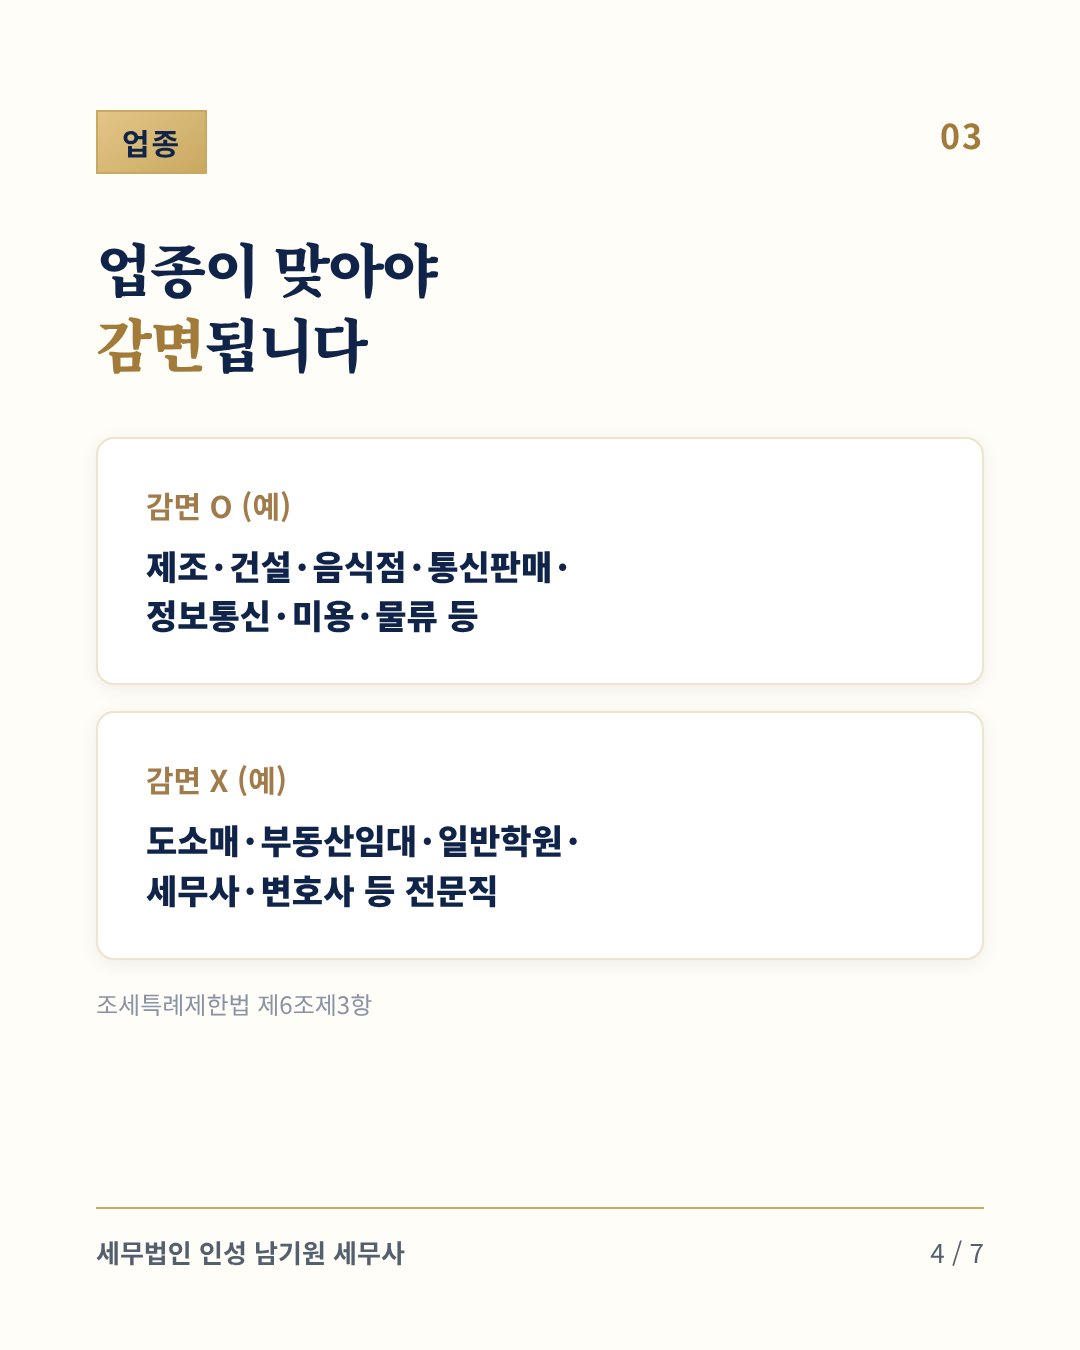 업종
03
업종이 맞아야
감면됩니다
감면 O (예)
제조·건설·음식점·통신판매·
정보통신·미용·물류 등
감면 X (예)
도소매·부동산임대·일반학원·
세무사·변호사 등 전문직
조세특례제한법 제6조제3항
세무법인 인성 남기원 세무사
4 / 7